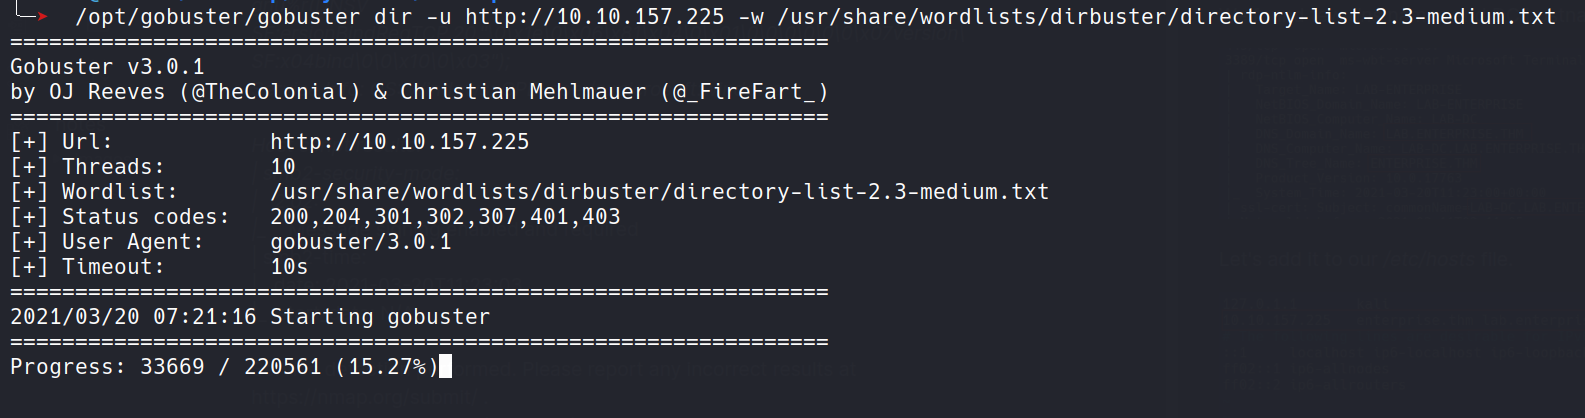 /opt/gobuster/gobuster dir -u http://10.10.157.225 -w /usr/share/wordlists/dirbuster/directory-list-2.3-medium.txt
===============================================================
Gobuster v3.0.1
by OJ Reeves (@TheColonial) & Christian Mehlmauer (@_FireFart_)
===============================================================
[+] Url:            http://10.10.157.225
[+] Threads:        10
[+] Wordlist:       /usr/share/wordlists/dirbuster/directory-list-2.3-medium.txt
[+] Status codes:   200,204,301,302,307,401,403
[+] User Agent:     gobuster/3.0.1
[+] Timeout:        10s
===============================================================
2021/03/20 07:21:16 Starting gobuster
===============================================================
Progress: 33669 / 220561 (15.27%)